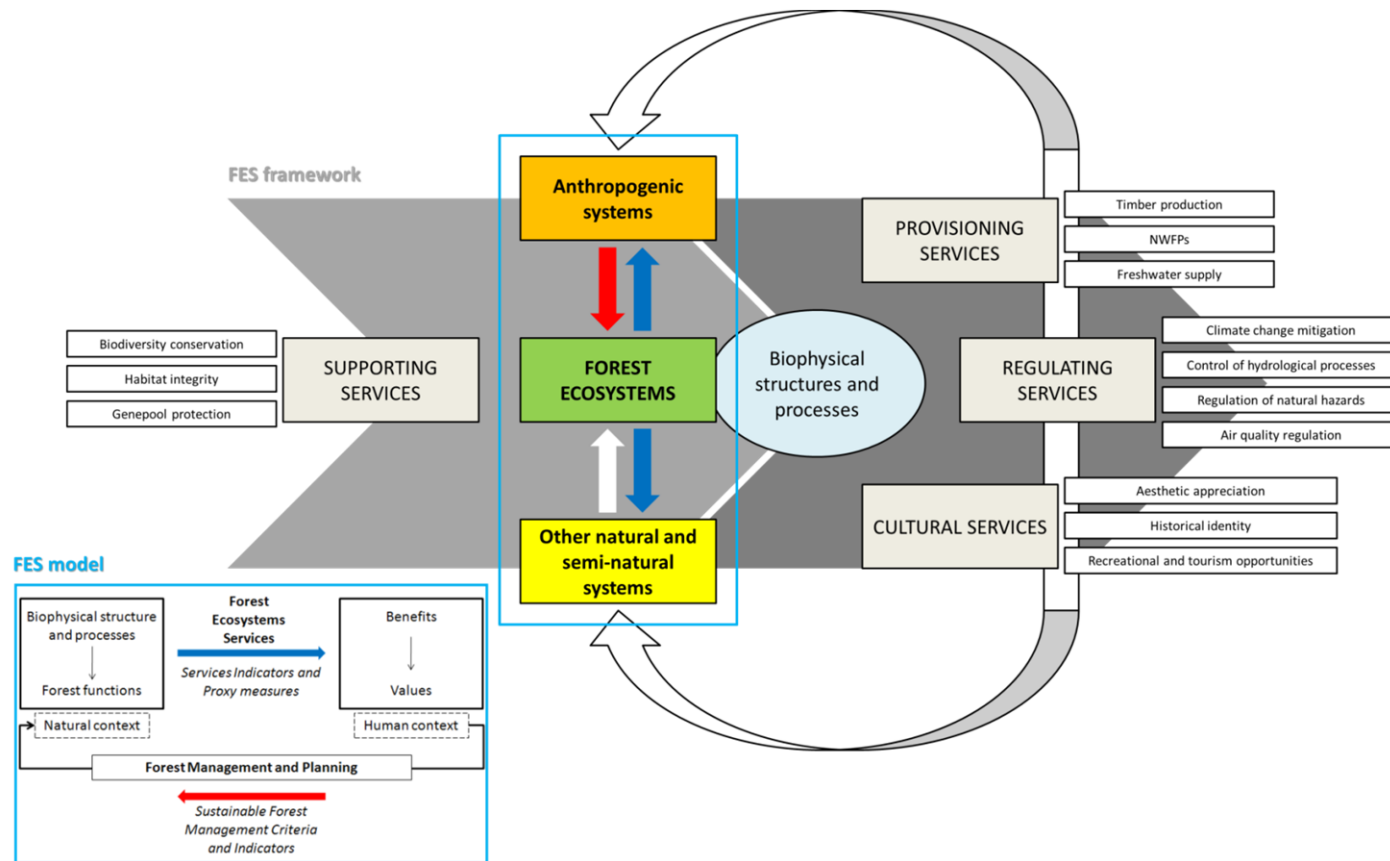 FES framework
Anthropogenic
systems
FOREST
ECOSYSTEMS
Other natural and
semi-natural
systems
Biophysical
structures and
processes
SUPPORTING
SERVICES
Biodiversity conservation
Habitat integrity
Genepool protection
PROVISIONING
SERVICES
Timber production
NWFPs
Freshwater supply
REGULATING
SERVICES
Climate change mitigation
Control of hydrological processes
Regulation of natural hazards
Air quality regulation
CULTURAL SERVICES
Aesthetic appreciation
Historical identity
Recreational and tourism opportunities
FES model
Biophysical structure
and processes
Forest functions
Natural context
Forest
Ecosystems
Services
Services Indicators and
Proxy measures
Benefits
Values
Human context
Forest Management and Planning
Sustainable Forest
Management Criteria
and Indicators